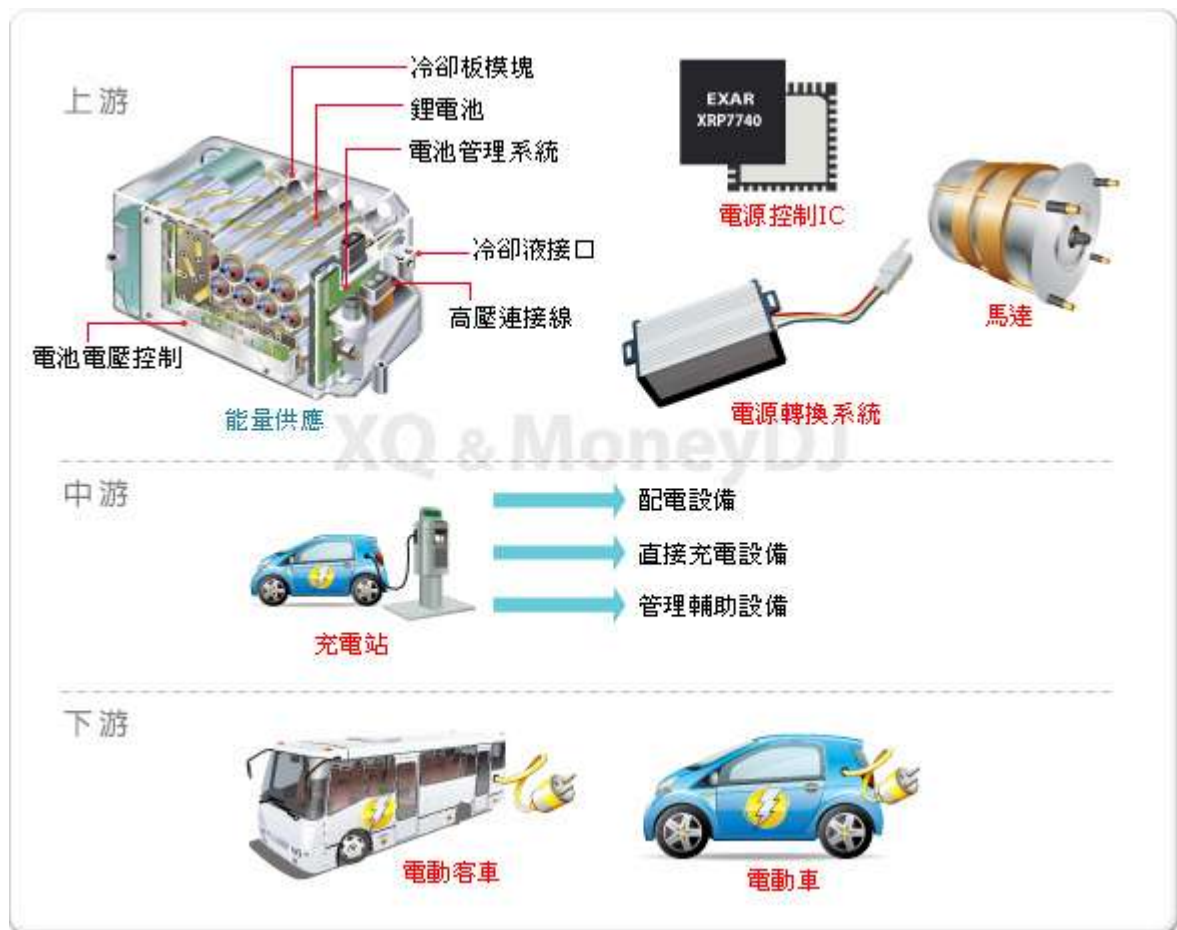 上游
冷卻板模塊
鋰電池
電池管理系統
EXAR
XRP7740
電源控制IC
冷卻液接口
高壓連接線
馬達
電池電壓控制
電源轉換系統
能量供應
XQ & MoneyDJ
中游
配電設備
直接充電設備
管理輔助設備
充電站
下游
電動客車
電動車